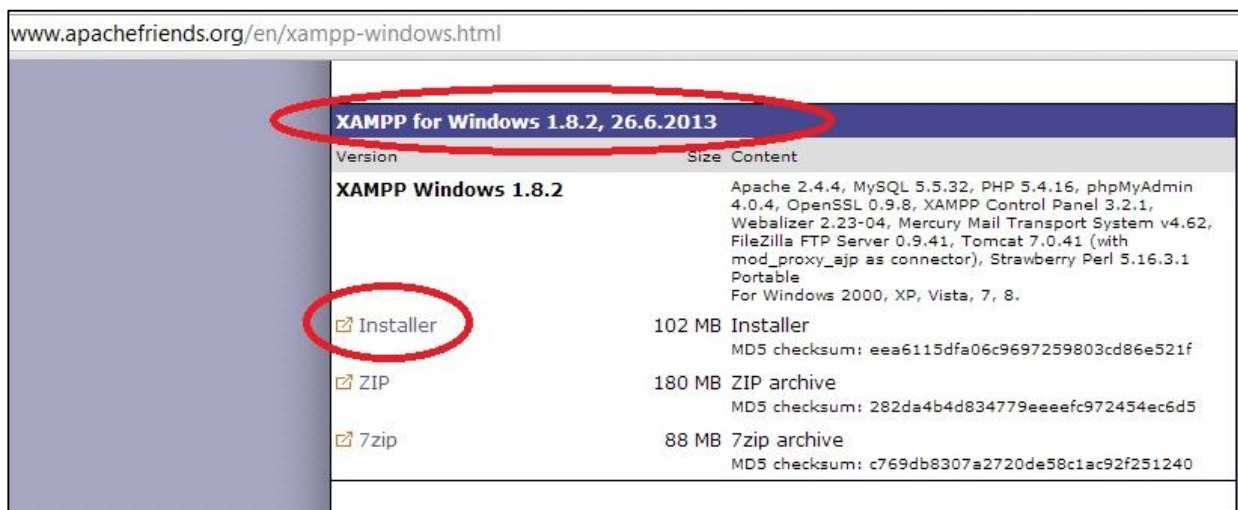 www.apachefriends.org/en/xampp-windows.html
XAMPP for Windows 1.8.2, 26.6.2013
Version Size Content
XAMPP Windows 1.8.2 Apache 2.4.4, MySQL 5.5.32, PHP 5.4.16, phpMyAdmin
4.0.4, OpenSSL 0.9.8, XAMPP Control Panel 3.2.1,
Webalizer 2.23-04, Mercury Mail Transport System v4.62,
FileZilla FTP Server 0.9.41, Tomcat 7.0.41 (with
mod_proxy_ajp as connector), Strawberry Perl 5.16.3.1
Portable
For Windows 2000, XP, Vista, 7, 8.
Installer 102 MB Installer
MD5 checksum: eea6115dfa06c9697259803cd86e521f
ZIP 180 MB ZIP archive
MD5 checksum: 282da4b4d834779eeeefc972454ec6d5
7zip 88 MB 7zip archive
MD5 checksum: c769db8307a2720de58c1ac92f251240